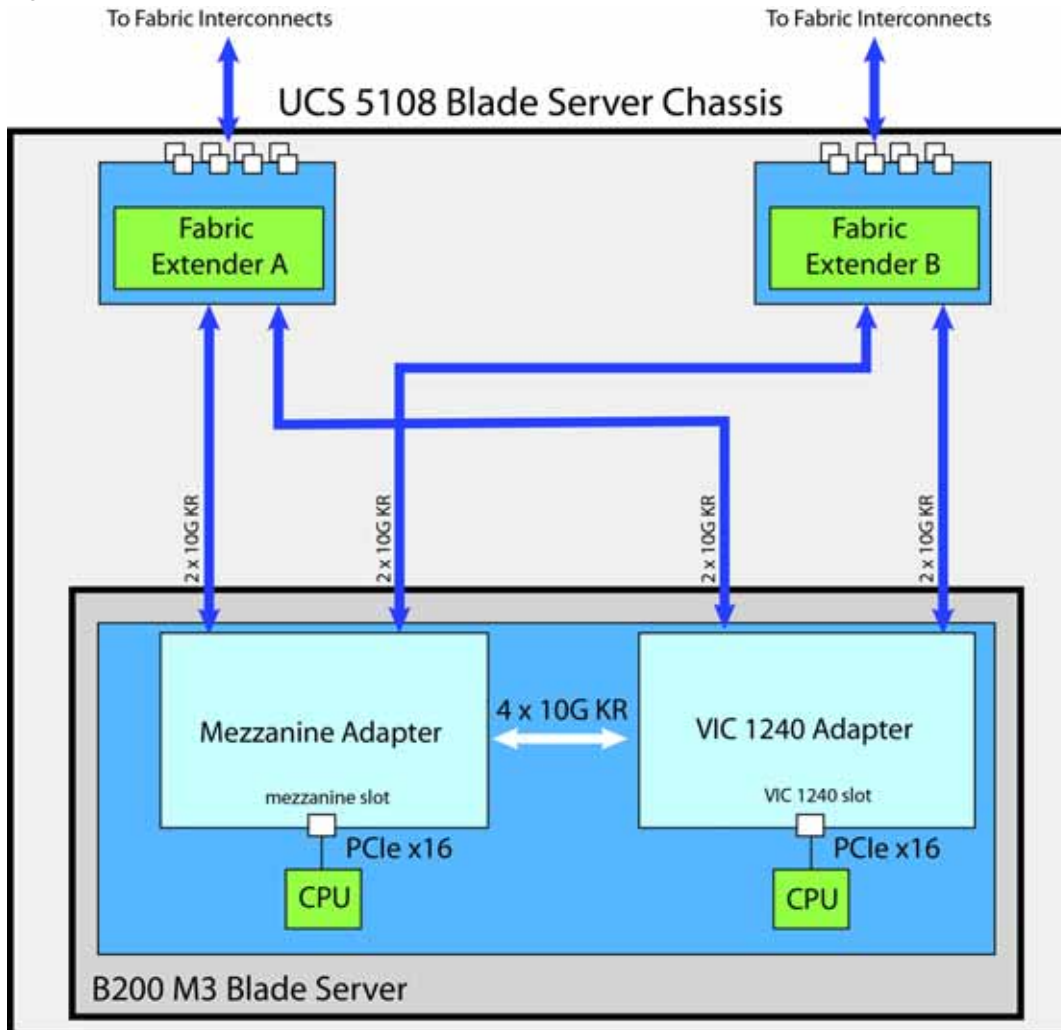 To Fabric Interconnects
To Fabric Interconnects
UCS 5108 Blade Server Chassis
Fabric
Extender A
Fabric
Extender B
2 x 10G KR
2 x 10G KR
2 x 10G KR
2 x 10G KR
Mezzanine Adapter
4 x 10G KR
VIC 1240 Adapter
mezzanine slot
VIC 1240 slot
PCIe x16
PCIe x16
CPU
CPU
B200 M3 Blade Server